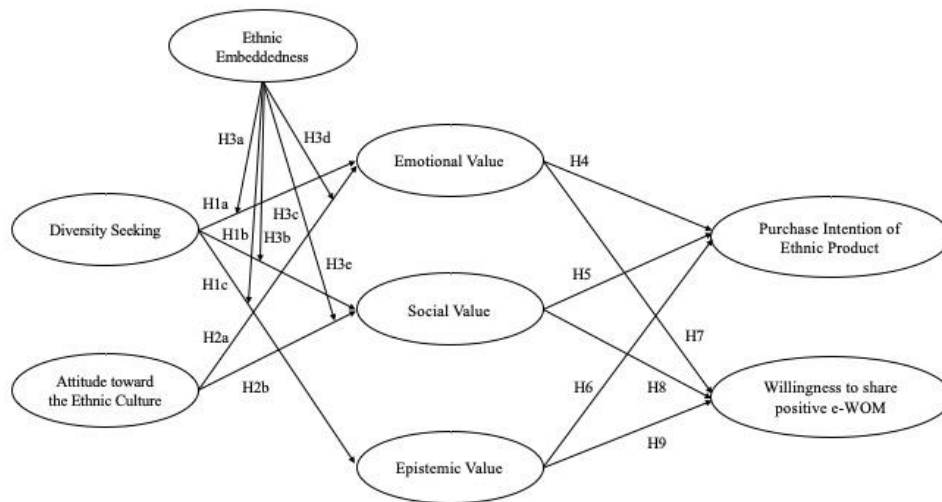 Ethnic
Embeddedness
H3a
H3d
Emotional Value
H4
H1a
H3c
Diversity Seeking
H1b
H3b
Purchase Intention of
Ethnic Product
H3e
H5
H1c
Social Value
H2a
H7
Attitude toward
the Ethnic Culture
H2b
H6
H8
Willingness to share
positive e-WOM
H9
Epistemic Value